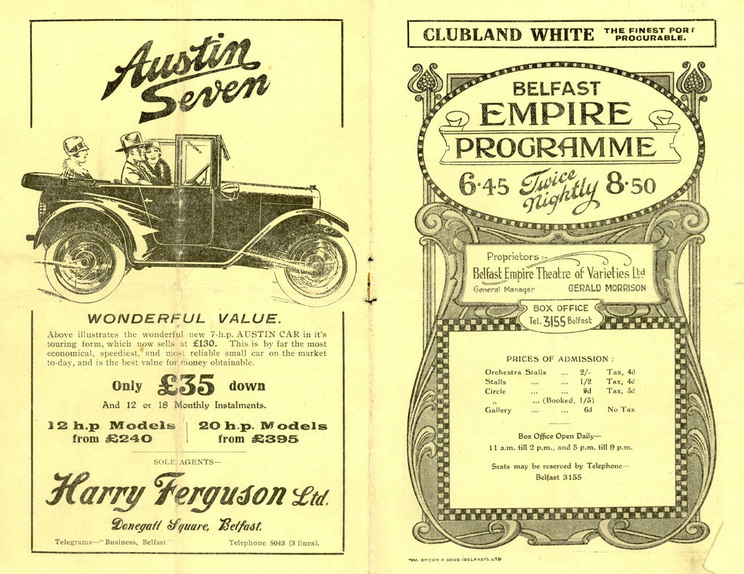 Austin
Seven
WONDERFUL VALUE.
Above illustrates the wonderful new 7-h.p. AUSTIN CAR in it's
touring form, which now sells at £130. This is by far the most
economical, speediest, and most reliable small car on the market
to-day, and is the best value for money obtainable.
Only £35 down
And 12 or 18 Monthly Instalments.
12 h.p Models
from £240
20 h.p. Models
from £395
SOLE AGENTS—
Harry Ferguson Ltd.
Donegall Square, Belfast.
Telegrams—"Business, Belfast"
Telephone 5043 (3 lines).
CLUBLAND WHITE THE FINEST PORT
PROCURABLE.
BELFAST
EMPIRE
PROGRAMME
6·45 Twice Nightly 8·50
Proprietors:-
Belfast Empire Theatre of Varieties Ltd
General Manager GERALD MORRISON
BOX OFFICE
Tel. 3155 Belfast
PRICES OF ADMISSION :
Orchestra Stalls ... 2/- Tax, 4d
Stalls ... ... 1/2 Tax, 4d
Circle ... ... 9d Tax, 3d
„ ... (Booked, 1/3)
Gallery ... 6d No Tax
Box Office Open Daily—
11 a.m. till 2 p.m., and 5 p.m. till 9 p.m.
Seats may be reserved by Telephone—
Belfast 3155
WM. BROWN & SONS (BELFAST), LTD